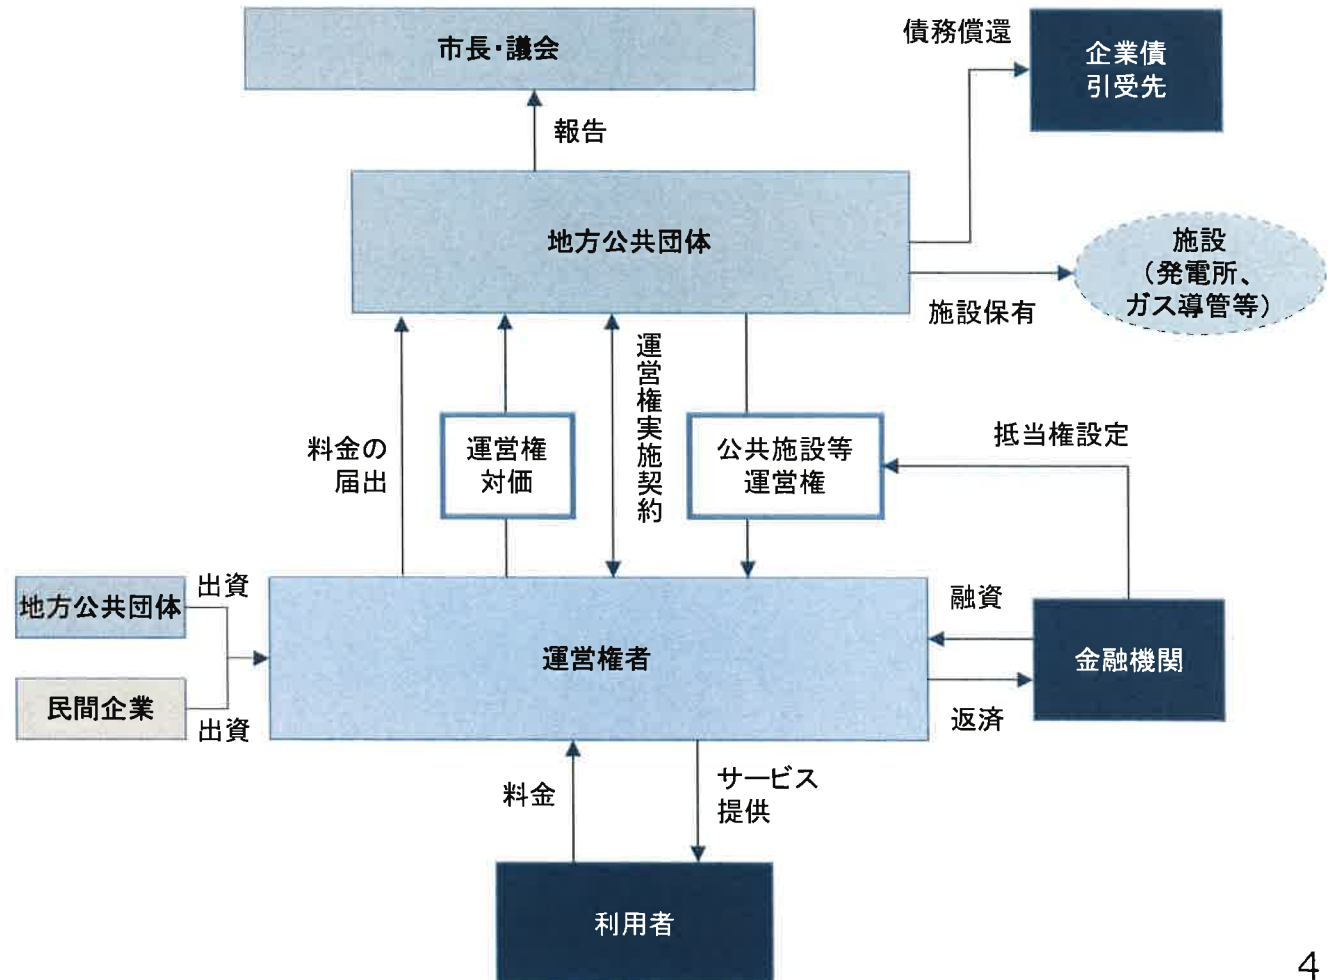 市長・議会
債務償還
企業債
引受先
報告
地方公共団体
施設
（発電所、
ガス導管等）
施設保有
料金の
届出
運営権
対価
運営権実施契約
公共施設等
運営権
抵当権設定
地方公共団体
出資
民間企業
出資
運営権者
融資
返済
金融機関
料金
サービス
提供
利用者
4